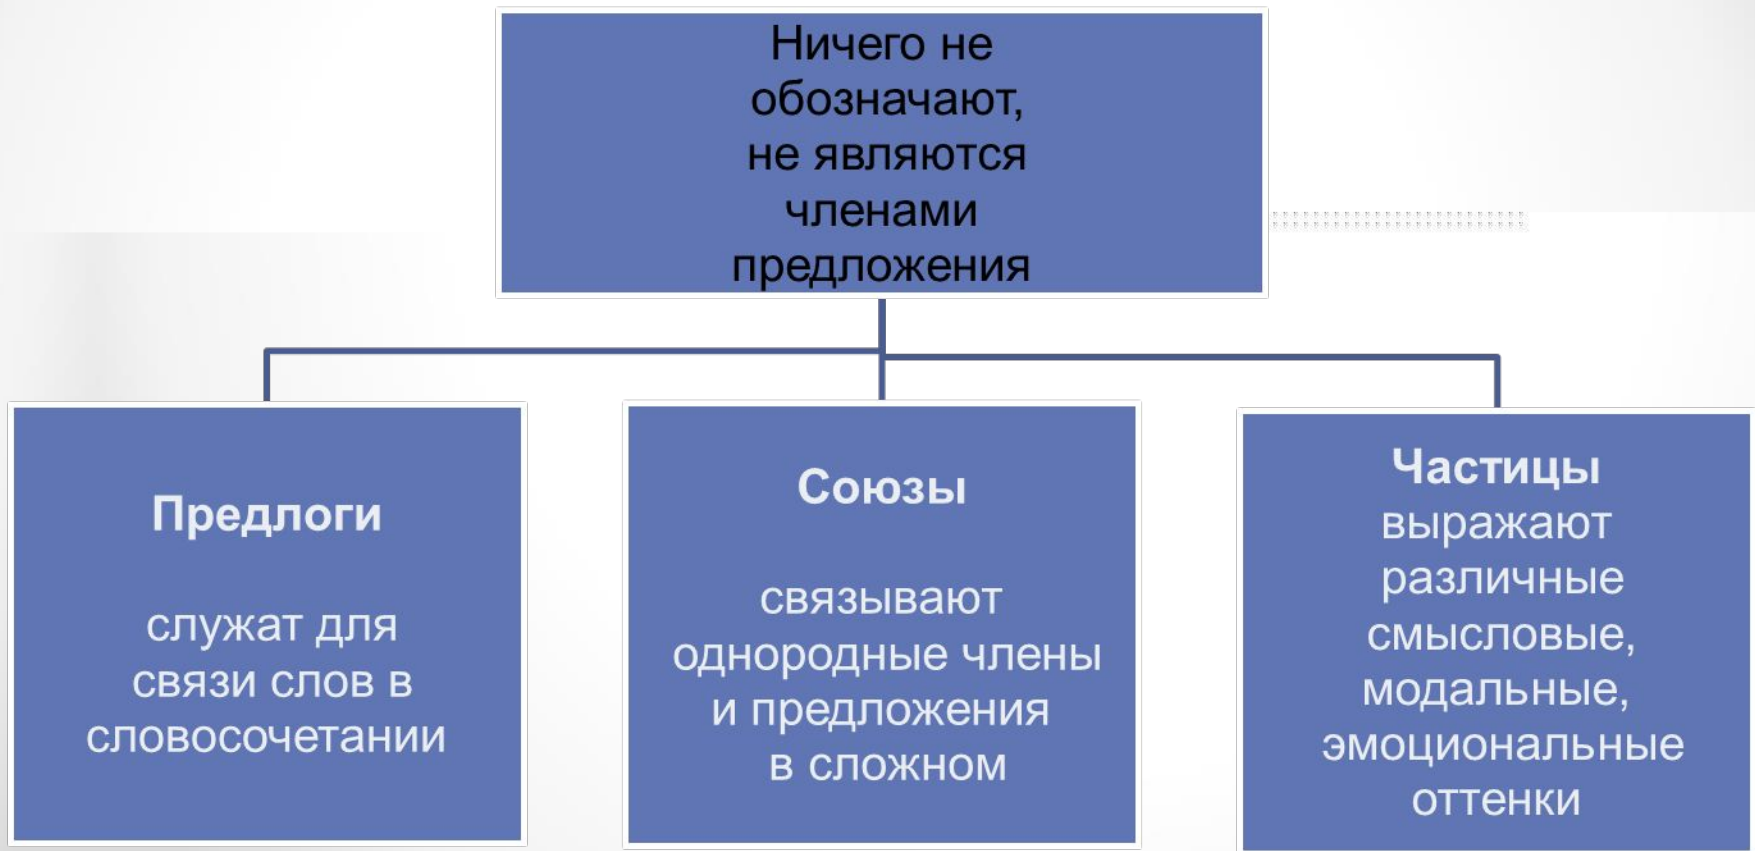 Ничего не
обозначают,
не являются
членами
предложения
Предлоги
служат для
связи слов в
словосочетании
Союзы
связывают
однородные члены
и предложения
в сложном
Частицы
выражают
различные
смысловые,
модальные,
эмоциональные
оттенки